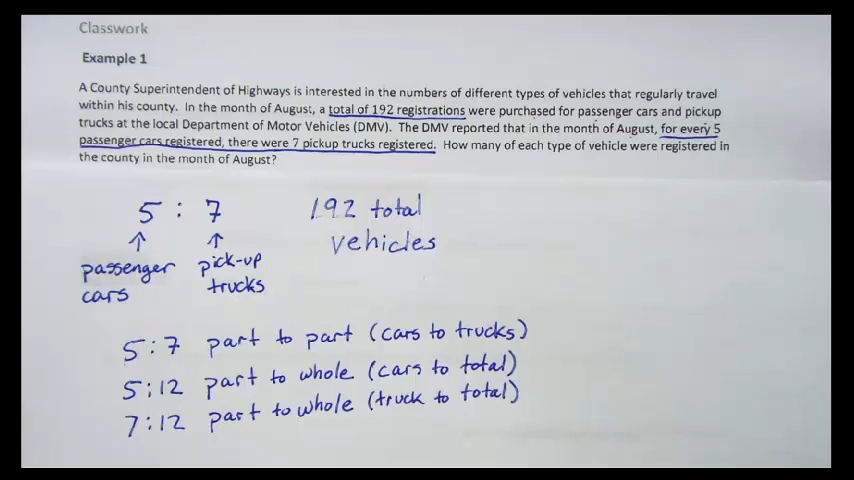 Classwork
Example 1
A County Superintendent of Highways is interested in the numbers of different types of vehicles that regularly travel
within his county. In the month of August, a total of 192 registrations were purchased for passenger cars and pickup
trucks at the local Department of Motor Vehicles (DMV). The DMV reported that in the month of August, for every 5
passenger cars registered, there were 7 pickup trucks registered. How many of each type of vehicle were registered in
the county in the month of August?
5 : 7 192 total
vehicles
passenger pick-up
cars trucks
5:7 part to part (cars to trucks)
5:12 part to whole (cars to total)
7:12 part to whole (truck to total)